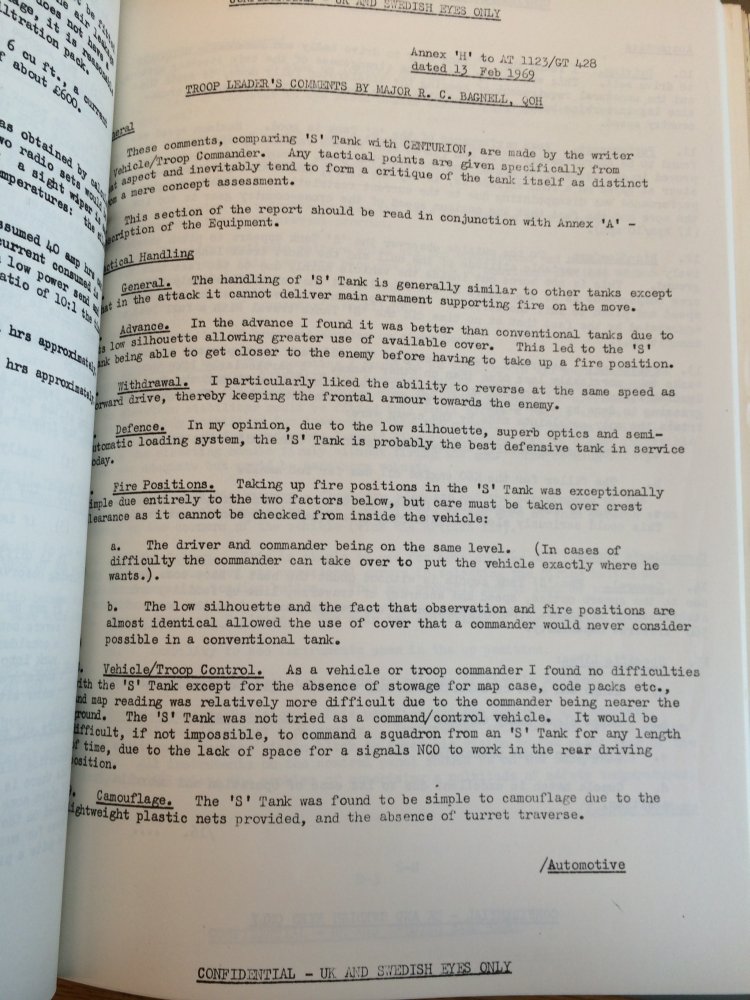 CONFIDENTIAL - UK AND SWEDISH EYES ONLY
Annex 'H' to AT 1123/GT 428
dated 13 Feb 1969
TROOP LEADER'S COMMENTS BY MAJOR R. C. BAGNELL, QOH
eral
These comments, comparing 'S' Tank with CENTURION, are made by the writer
Vehicle/Troop Commander. Any tactical points are given specifically from
at aspect and inevitably tend to form a critique of the tank itself as distinct
om a mere concept assessment.
This section of the report should be read in conjunction with Annex 'A' -
scription of the Equipment.
ctical Handling
General. The handling of 'S' Tank is generally similar to other tanks except
hat in the attack it cannot deliver main armament supporting fire on the move.
Advance. In the advance I found it was better than conventional tanks due to
s low silhouette allowing greater use of available cover. This led to the 'S'
ank being able to get closer to the enemy before having to take up a fire position.
Withdrawal. I particularly liked the ability to reverse at the same speed as
orward drive, thereby keeping the frontal armour towards the enemy.
Defence. In my opinion, due to the low silhouette, superb optics and semi-
utomatic loading system, the 'S' Tank is probably the best defensive tank in service
oday.
Fire Positions. Taking up fire positions in the 'S' Tank was exceptionally
imple due entirely to the two factors below, but care must be taken over crest
learance as it cannot be checked from inside the vehicle:
a. The driver and commander being on the same level. (In cases of
difficulty the commander can take over to put the vehicle exactly where he
wants.).
b. The low silhouette and the fact that observation and fire positions are
almost identical allowed the use of cover that a commander would never consider
possible in a conventional tank.
Vehicle/Troop Control. As a vehicle or troop commander I found no difficulties
ith the 'S' Tank except for the absence of stowage for map case, code packs etc.,
nd map reading was relatively more difficult due to the commander being nearer the
round. The 'S' Tank was not tried as a command/control vehicle. It would be
ifficult, if not impossible, to command a squadron from an 'S' Tank for any length
f time, due to the lack of space for a signals NCO to work in the rear driving
osition.
Camouflage. The 'S' Tank was found to be simple to camouflage due to the
ightweight plastic nets provided, and the absence of turret traverse.
/Automotive
CONFIDENTIAL - UK AND SWEDISH EYES ONLY